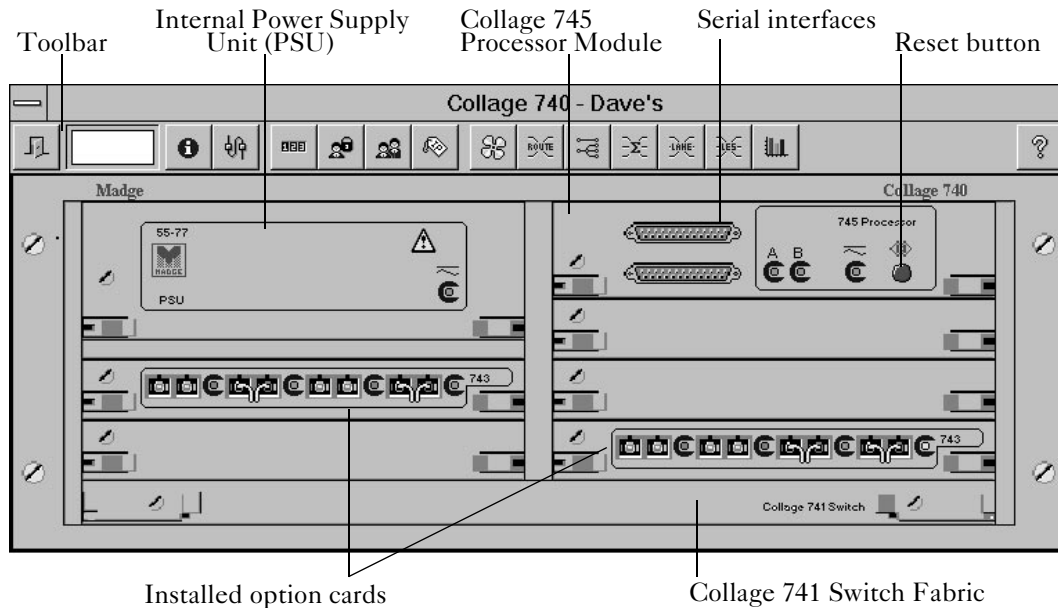 Internal Power Supply Unit (PSU)
Collage 745 Processor Module
Serial interfaces
Toolbar
Reset button
Collage 740 - Dave's
ROUTE
Σ
LANE
LES
?
Madge
Collage 740
55-77
MADGE
PSU
745 Processor
A B
743
743
Collage 741 Switch
Installed option cards
Collage 741 Switch Fabric